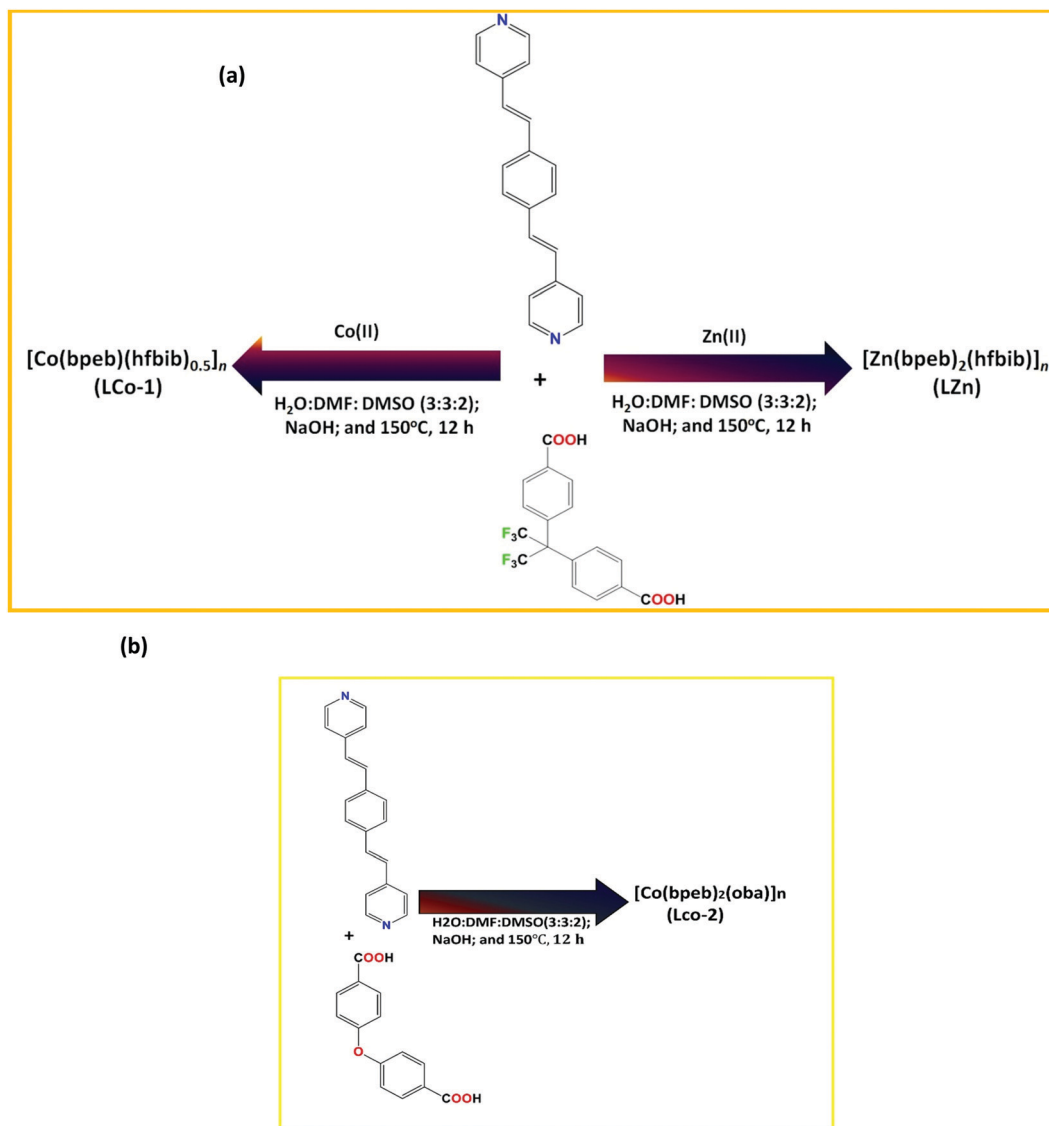 (a)
N
N
Co(II)
[Co(bpeb)(hfbib)₀.₅]ₙ
(LCo-1)
H₂O:DMF: DMSO (3:3:2);
NaOH; and 150°C, 12 h
+
Zn(II)
[Zn(bpeb)₂(hfbib)]ₙ
(LZn)
H₂O:DMF: DMSO (3:3:2);
NaOH; and 150°C, 12 h
COOH
F₃C
F₃C
COOH
(b)
N
N
+
[Co(bpeb)₂(oba)]n
(Lco-2)
H2O:DMF:DMSO(3:3:2);
NaOH; and 150℃, 12 h
COOH
O
COOH